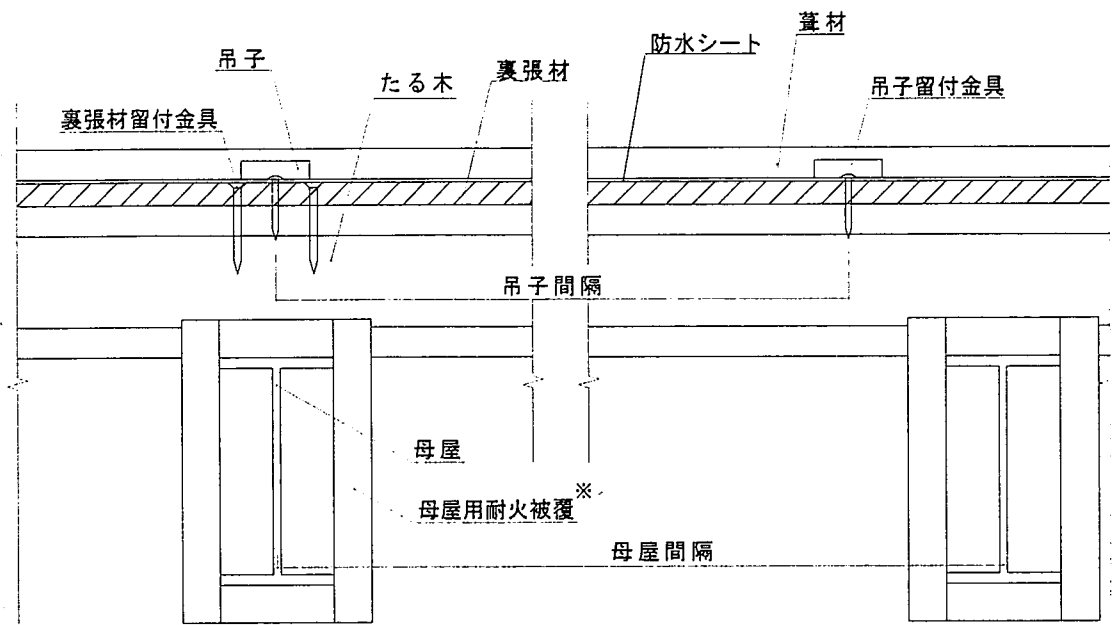 葺材
防水シート
吊子
裏張材
たる木
吊子留付金具
裏張材留付金具
吊子間隔
母屋
母屋用耐火被覆※
母屋間隔